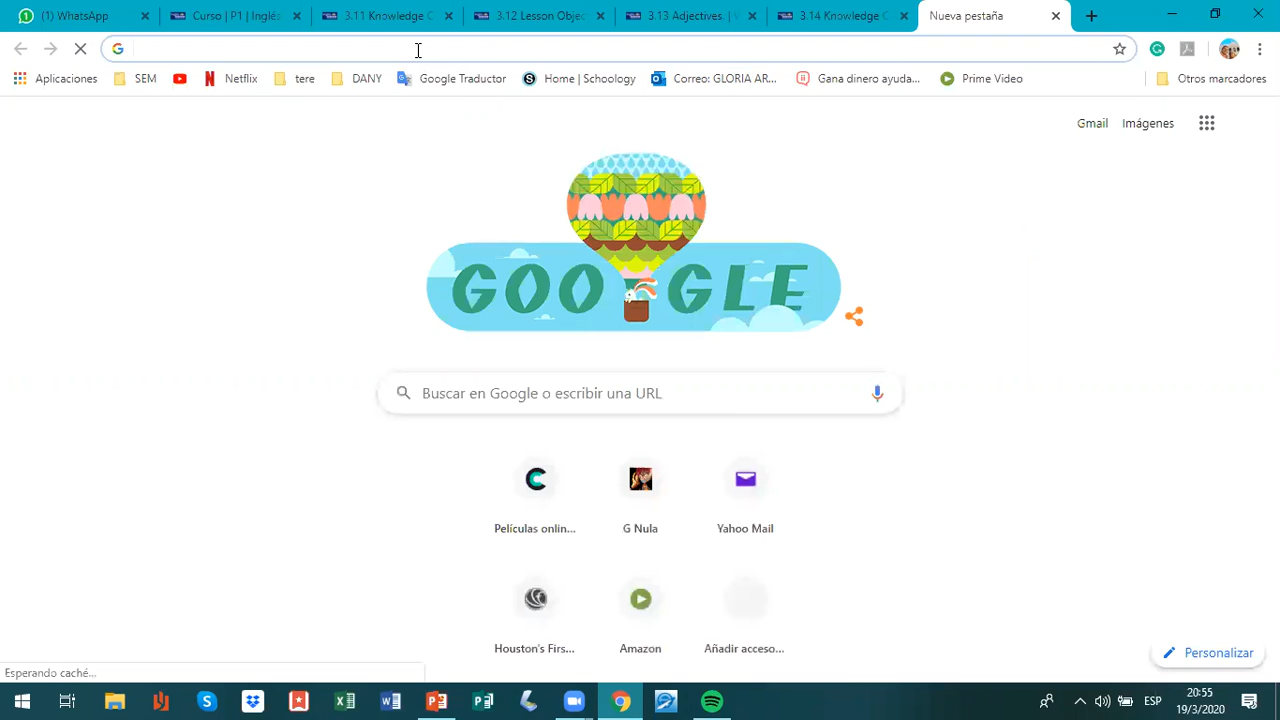 (1) WhatsApp
Curso | P1 | Inglés
3.11 Knowledge C
3.12 Lesson Objec
3.13 Adjectives. | V
3.14 Knowledge C
Nueva pestaña
Aplicaciones
SEM
Netflix
tere
DANY
Google Traductor
Home | Schoology
Correo: GLORIA AR...
Gana dinero ayuda...
Prime Video
Otros marcadores
Gmail
Imágenes
GOOGLE
Buscar en Google o escribir una URL
Películas onlin...
G Nula
Yahoo Mail
Houston's Firs...
Amazon
Añadir acceso...
Personalizar
Esperando caché...
ESP
20:55
19/3/2020